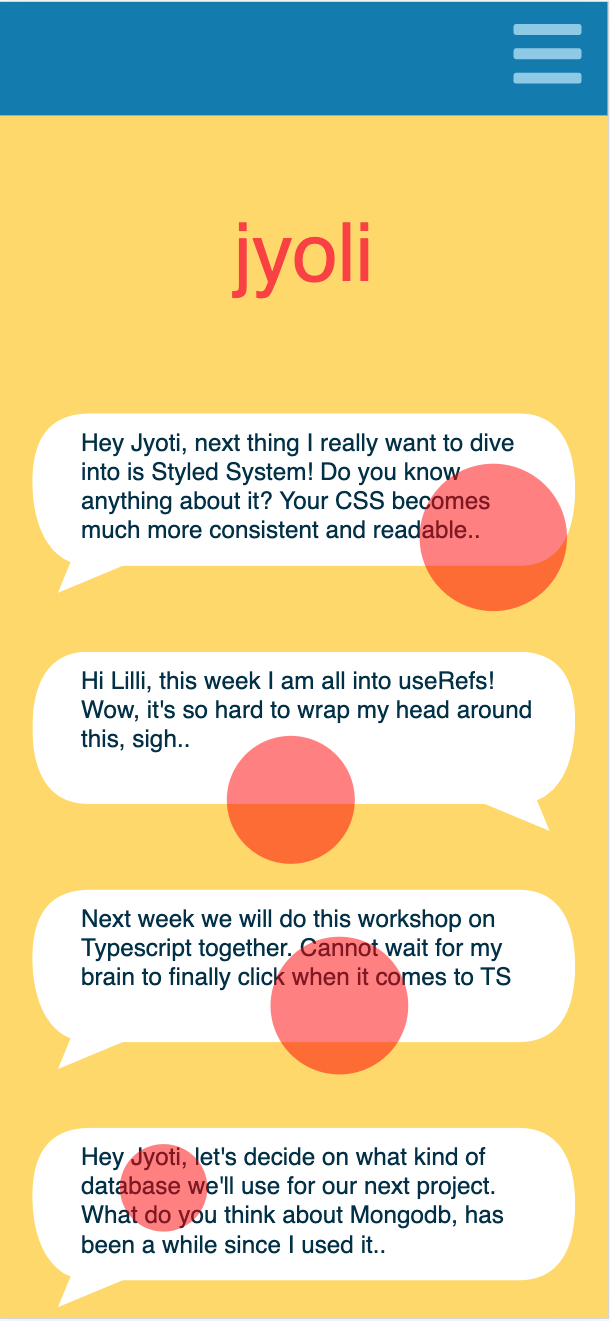 jyoli
Hey Jyoti, next thing I really want to dive
into is Styled System! Do you know
anything about it? Your CSS becomes
much more consistent and readable..
Hi Lilli, this week I am all into useRefs!
Wow, it's so hard to wrap my head around
this, sigh..
Next week we will do this workshop on
Typescript together. Cannot wait for my
brain to finally click when it comes to TS
Hey Jyoti, let's decide on what kind of
database we'll use for our next project.
What do you think about Mongodb, has
been a while since I used it..